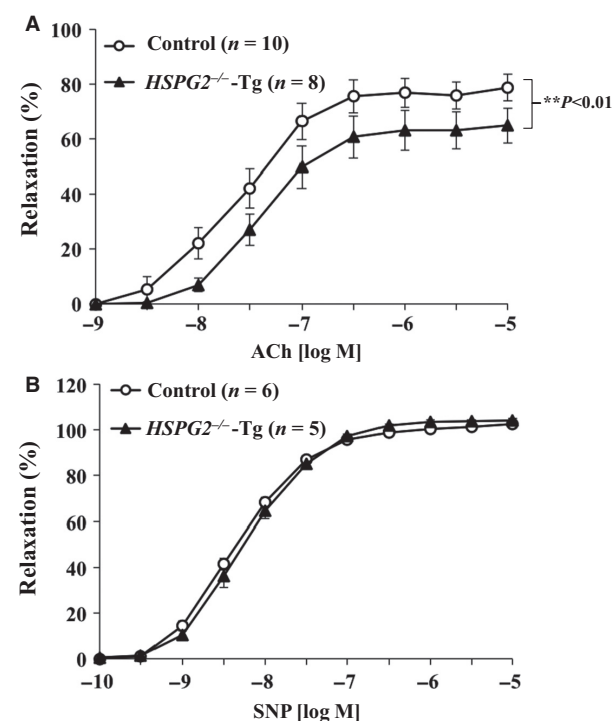 A
Control (n = 10)
HSPG2⁻/⁻-Tg (n = 8)
**P<0.01
Relaxation (%)
100
80
60
40
20
0
−9
−8
−7
−6
−5
ACh [log M]
B
Control (n = 6)
HSPG2⁻/⁻-Tg (n = 5)
Relaxation (%)
120
100
80
60
40
20
0
−10
−9
−8
−7
−6
−5
SNP [log M]